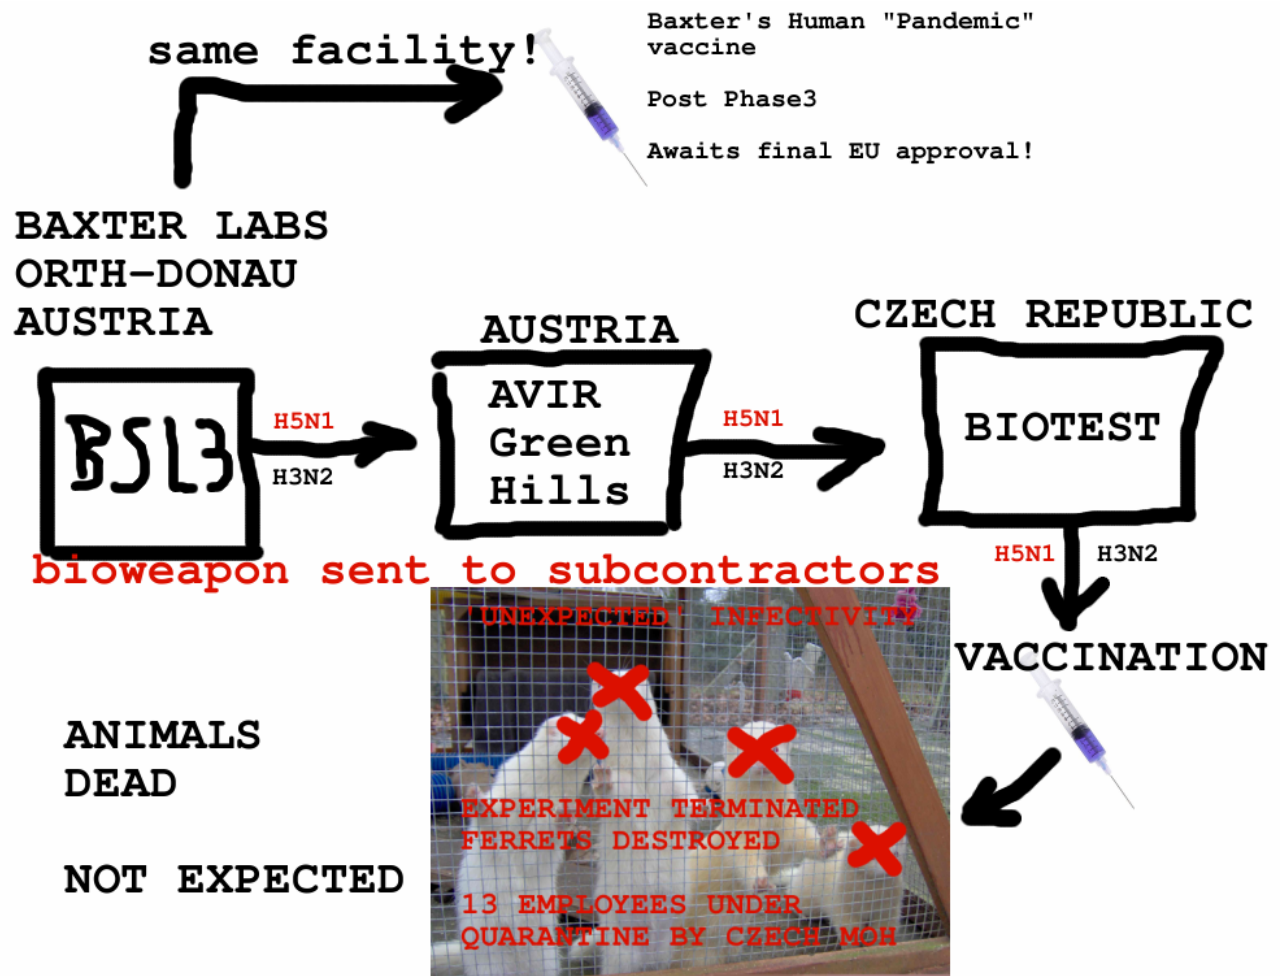 same facility!
Baxter's Human "Pandemic"
vaccine
Post Phase3
Awaits final EU approval!
BAXTER LABS
ORTH-DONAU
AUSTRIA
BSL3
H5N1
H3N2
AUSTRIA
AVIR
Green
Hills
H5N1
H3N2
CZECH REPUBLIC
BIOTEST
H5N1 H3N2
VACCINATION
bioweapon sent to subcontractors
'UNEXPECTED' INFECTIVITY
EXPERIMENT TERMINATED
FERRETS DESTROYED
13 EMPLOYEES UNDER
QUARANTINE BY CZECH MOH
ANIMALS
DEAD
NOT EXPECTED